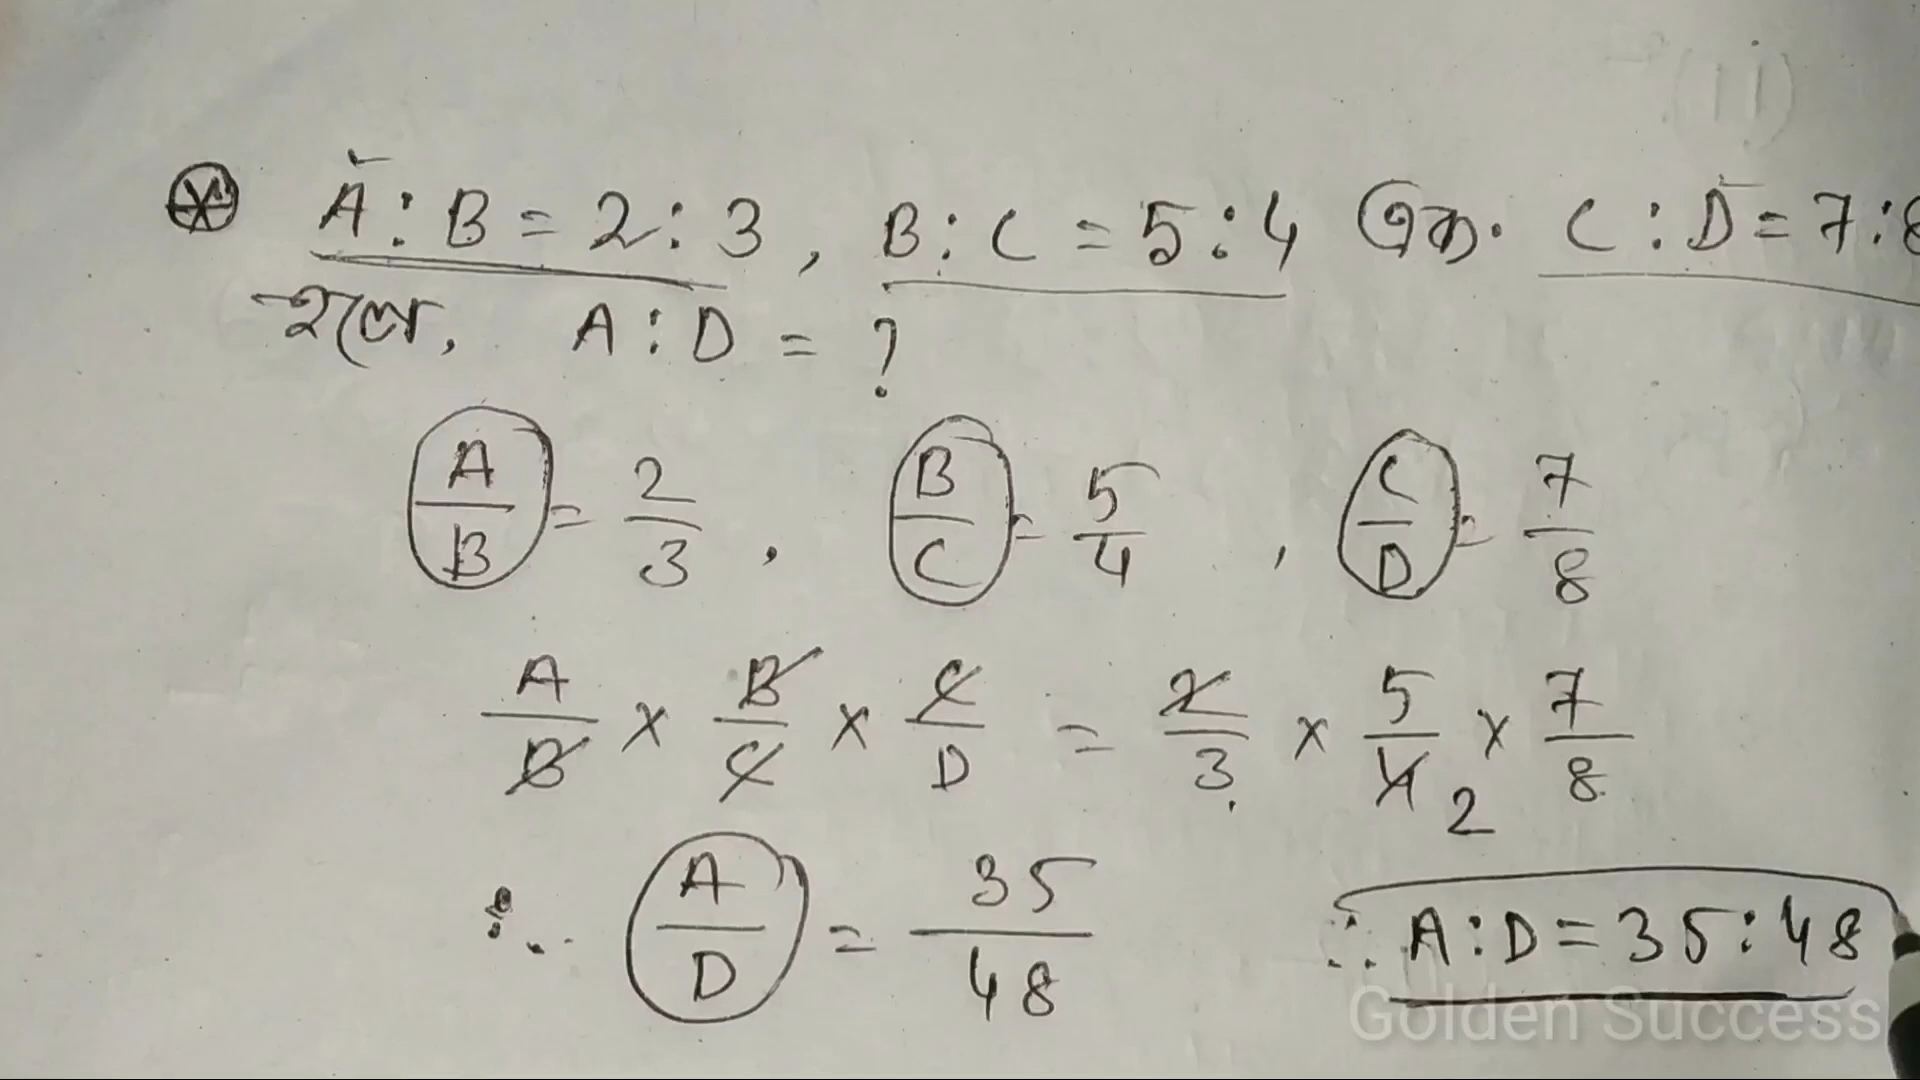 A : B = 2 : 3 , B : C = 5 : 4 এবং C : D = 7 : 8
হলে, A : D = ?
A/B = 2/3 , B/C = 5/4 , C/D = 7/8
A/B × B/C × C/D = 2/3 × 5/4 2 × 7/8
∴ A/D = 35/48 ∴ A : D = 35 : 48
Golden Success